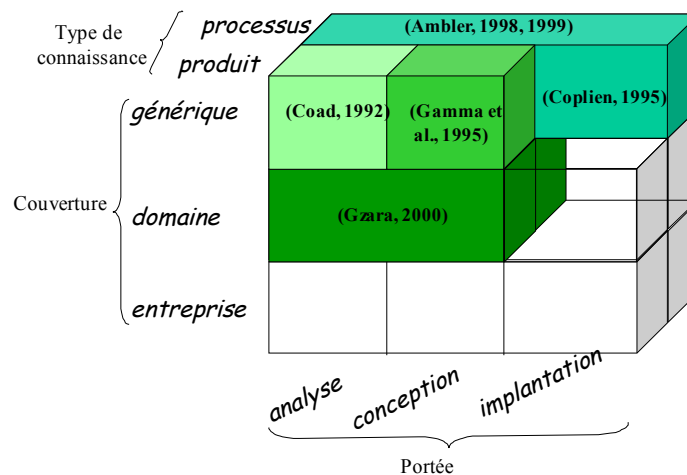 Type de
connaissance
processus
produit
(Ambler, 1998, 1999)
générique
(Coad, 1992)
(Gamma et
al., 1995)
(Coplien, 1995)
Couverture
domaine
(Gzara, 2000)
entreprise
analyse
conception
implantation
Portée